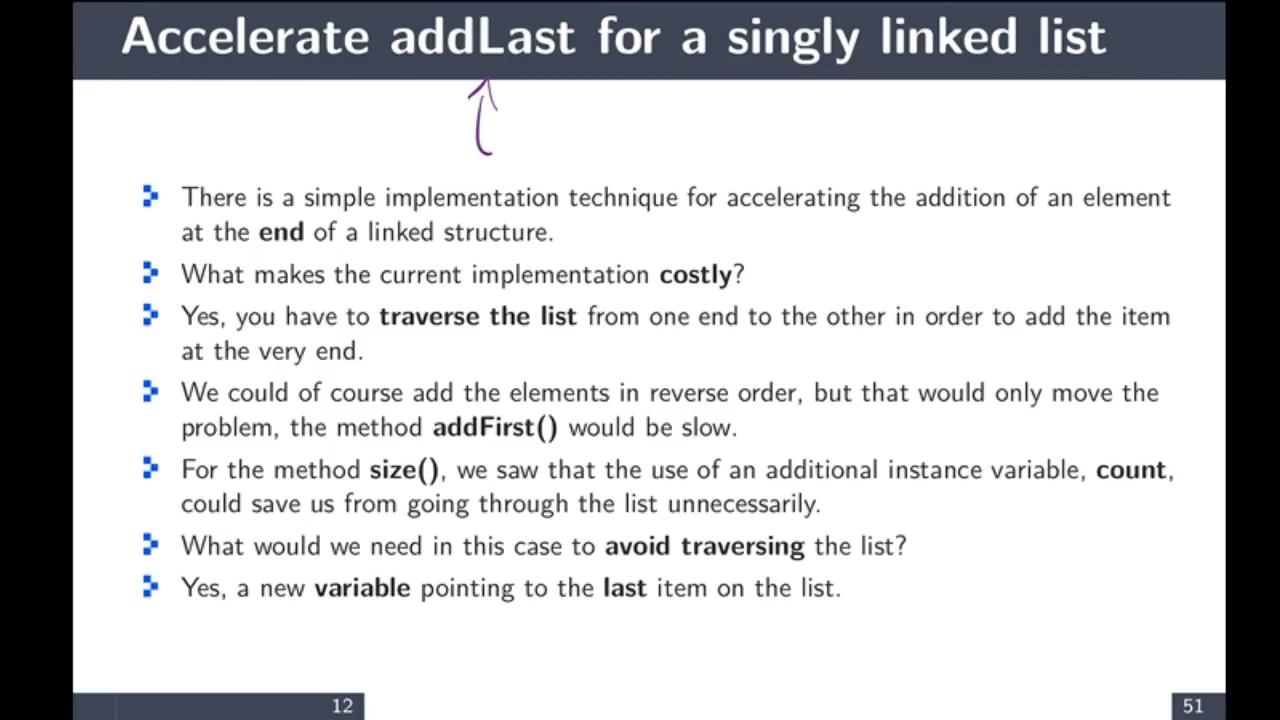 Accelerate addLast for a singly linked list
There is a simple implementation technique for accelerating the addition of an element
at the end of a linked structure.
What makes the current implementation costly?
Yes, you have to traverse the list from one end to the other in order to add the item
at the very end.
We could of course add the elements in reverse order, but that would only move the
problem, the method addFirst() would be slow.
For the method size(), we saw that the use of an additional instance variable, count,
could save us from going through the list unnecessarily.
What would we need in this case to avoid traversing the list?
Yes, a new variable pointing to the last item on the list.
12
51